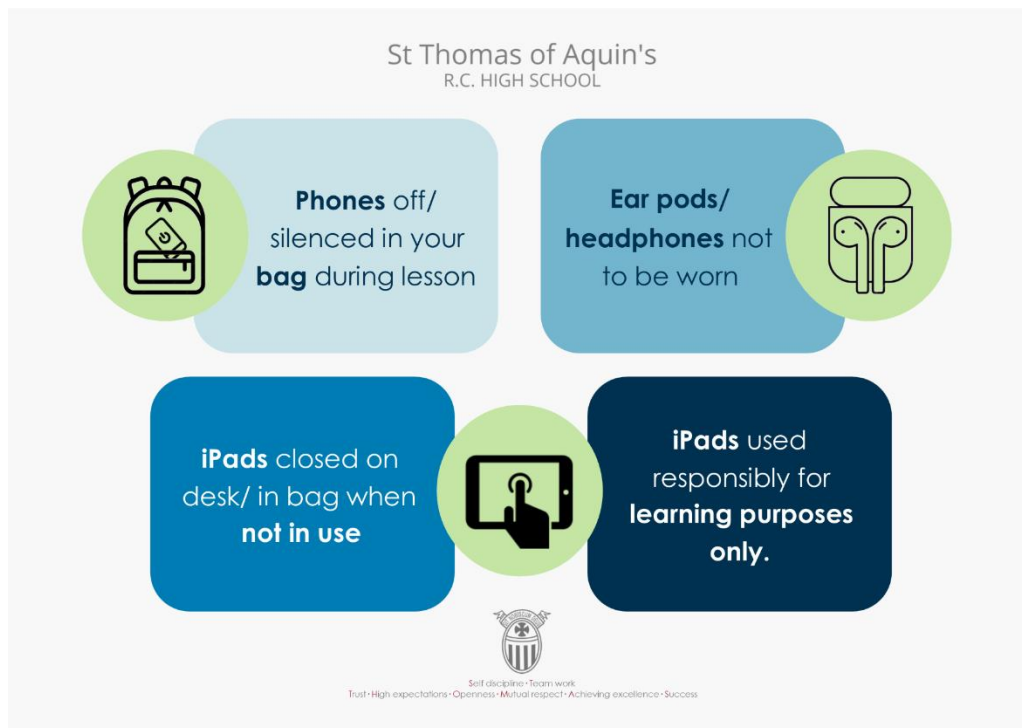 St Thomas of Aquin's
R.C. HIGH SCHOOL
Phones off/
silenced in your
bag during lesson
Ear pods/
headphones not
to be worn
iPads closed on
desk/ in bag when
not in use
iPads used
responsibly for
learning purposes
only.
Self discipline · Team work
Trust · High expectations · Openness · Mutual respect · Achieving excellence · Success